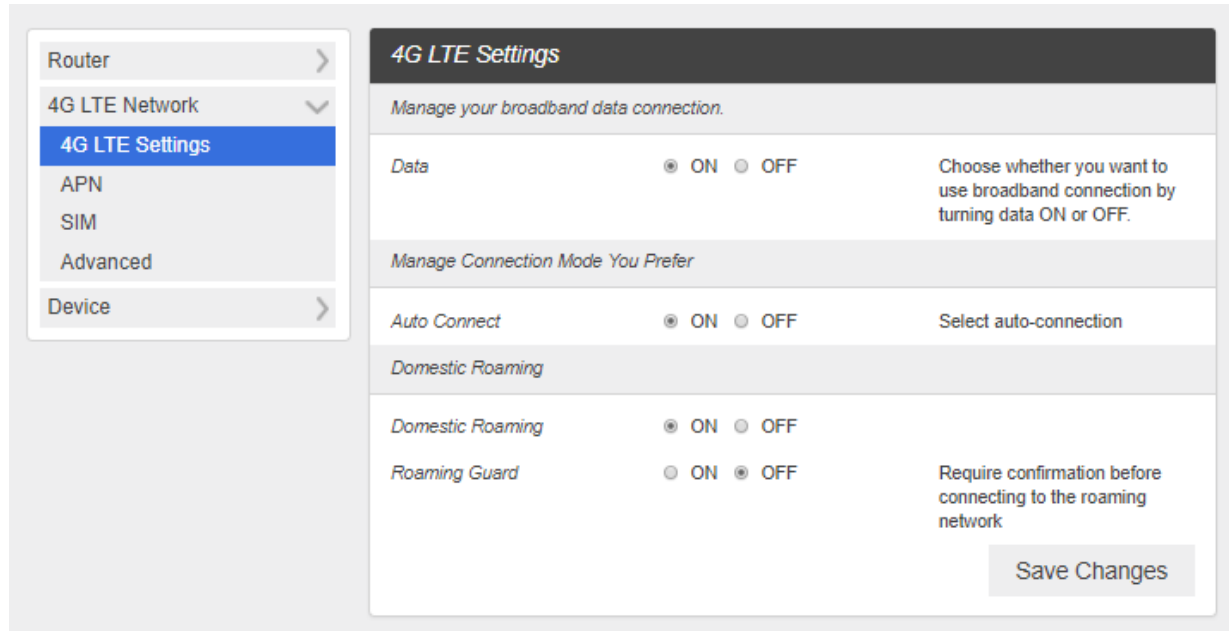 Router
4G LTE Network
4G LTE Settings
APN
SIM
Advanced
Device
4G LTE Settings
Manage your broadband data connection.
Data ON OFF Choose whether you want to
use broadband connection by
turning data ON or OFF.
Manage Connection Mode You Prefer
Auto Connect ON OFF Select auto-connection
Domestic Roaming
Domestic Roaming ON OFF
Roaming Guard ON OFF Require confirmation before
connecting to the roaming
network
Save Changes